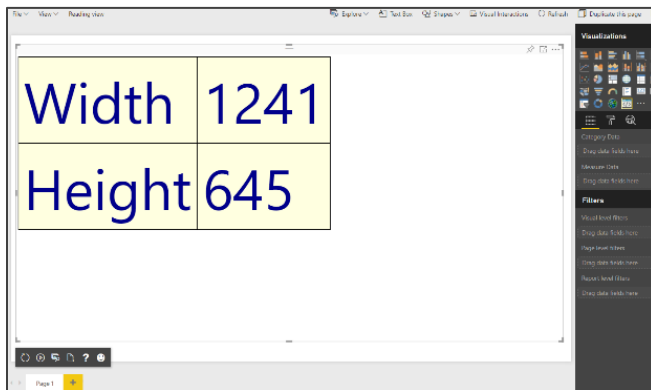 File View Reading view
Explore Text Box Shapes Visual Interactions Refresh Duplicate this page
Width 1241
Height 645
Visualizations
Category Data
Drag data fields here
Measure Data
Drag data fields here
Filters
Visual level filters
Drag data fields here
Page level filters
Drag data fields here
Report level filters
Drag data fields here
Page 1